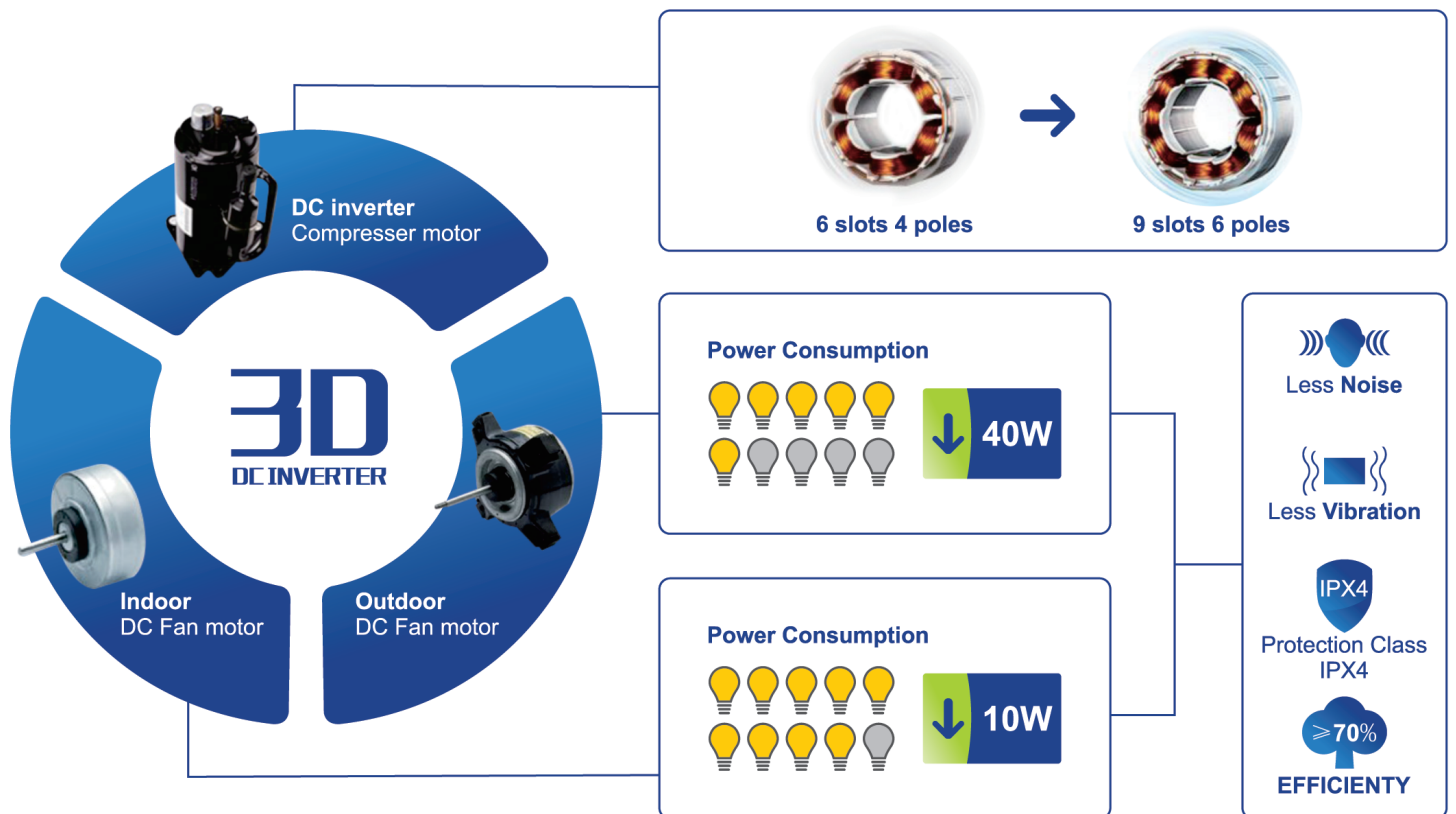 DC inverter
Compresser motor
3D
DC INVERTER
Indoor
DC Fan motor
Outdoor
DC Fan motor
6 slots 4 poles
9 slots 6 poles
Power Consumption
40W
Power Consumption
10W
Less Noise
Less Vibration
IPX4
Protection Class
IPX4
≥70%
EFFICIENTY